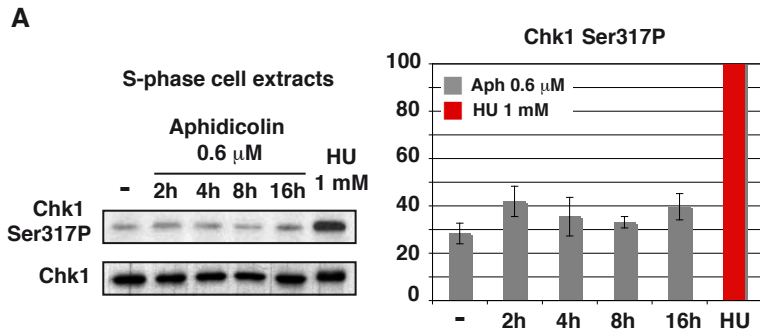 A
S-phase cell extracts
Aphidicolin
0.6 μM
HU
1 mM
- 2h 4h 8h 16h
Chk1
Ser317P
Chk1
Chk1 Ser317P
100
80
60
40
20
0
Aph 0.6 μM
HU 1 mM
- 2h 4h 8h 16h HU